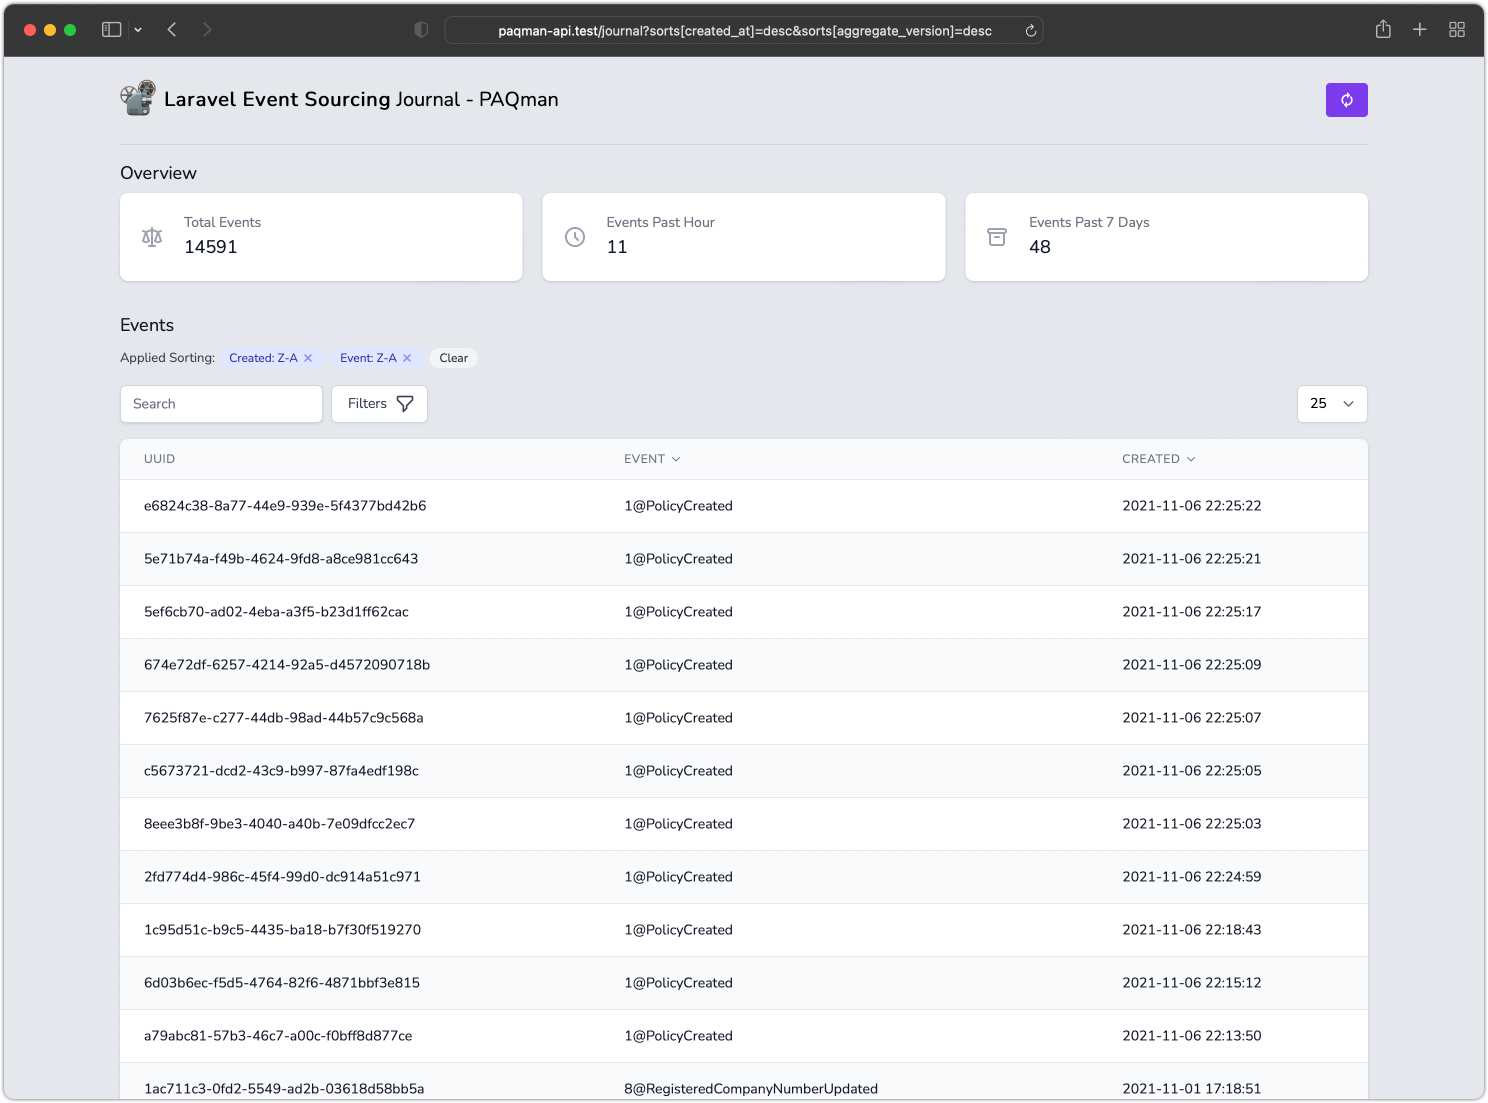 paqman-api.test/journal?sorts[created_at]=desc&sorts[aggregate_version]=desc
Laravel Event Sourcing Journal - PAQman
Overview
Total Events
14591
Events Past Hour
11
Events Past 7 Days
48
Events
Applied Sorting: Created: Z-A Event: Z-A Clear
Search Filters 25
UUID EVENT CREATED
e6824c38-8a77-44e9-939e-5f4377bd42b6 1@PolicyCreated 2021-11-06 22:25:22
5e71b74a-f49b-4624-9fd8-a8ce981cc643 1@PolicyCreated 2021-11-06 22:25:21
5ef6cb70-ad02-4eba-a3f5-b23d1ff62cac 1@PolicyCreated 2021-11-06 22:25:17
674e72df-6257-4214-92a5-d4572090718b 1@PolicyCreated 2021-11-06 22:25:09
7625f87e-c277-44db-98ad-44b57c9c568a 1@PolicyCreated 2021-11-06 22:25:07
c5673721-dcd2-43c9-b997-87fa4edf198c 1@PolicyCreated 2021-11-06 22:25:05
8eee3b8f-9be3-4040-a40b-7e09dfcc2ec7 1@PolicyCreated 2021-11-06 22:25:03
2fd774d4-986c-45f4-99d0-dc914a51c971 1@PolicyCreated 2021-11-06 22:24:59
1c95d51c-b9c5-4435-ba18-b7f30f519270 1@PolicyCreated 2021-11-06 22:18:43
6d03b6ec-f5d5-4764-82f6-4871bbf3e815 1@PolicyCreated 2021-11-06 22:15:12
a79abc81-57b3-46c7-a00c-f0bff8d877ce 1@PolicyCreated 2021-11-06 22:13:50
1ac711c3-0fd2-5549-ad2b-03618d58bb5a 8@RegisteredCompanyNumberUpdated 2021-11-01 17:18:51